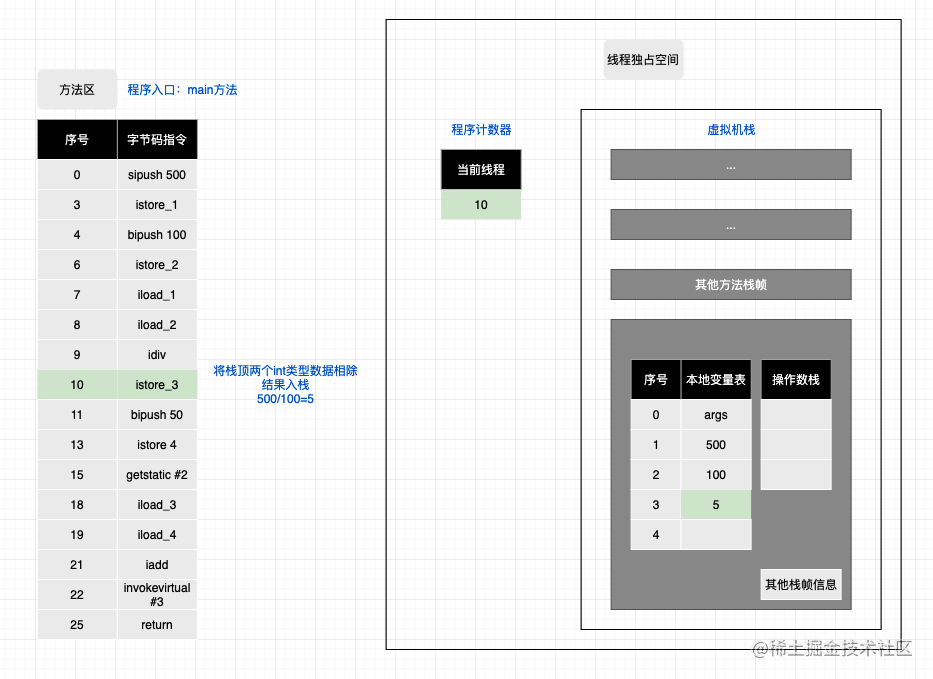 线程独占空间
方法区
程序入口：main方法
序号 字节码指令
0 sipush 500
3 istore_1
4 bipush 100
6 istore_2
7 iload_1
8 iload_2
9 idiv
10 istore_3
11 bipush 50
13 istore 4
15 getstatic #2
18 iload_3
19 iload_4
21 iadd
22 invokevirtual
#3
25 return
将栈顶两个int类型数据相除
结果入栈
500/100=5
程序计数器
当前线程
10
虚拟机栈
...
...
其他方法栈帧
序号 本地变量表 操作数栈
0 args
1 500
2 100
3 5
4
其他栈帧信息
@稀土掘金技术社区